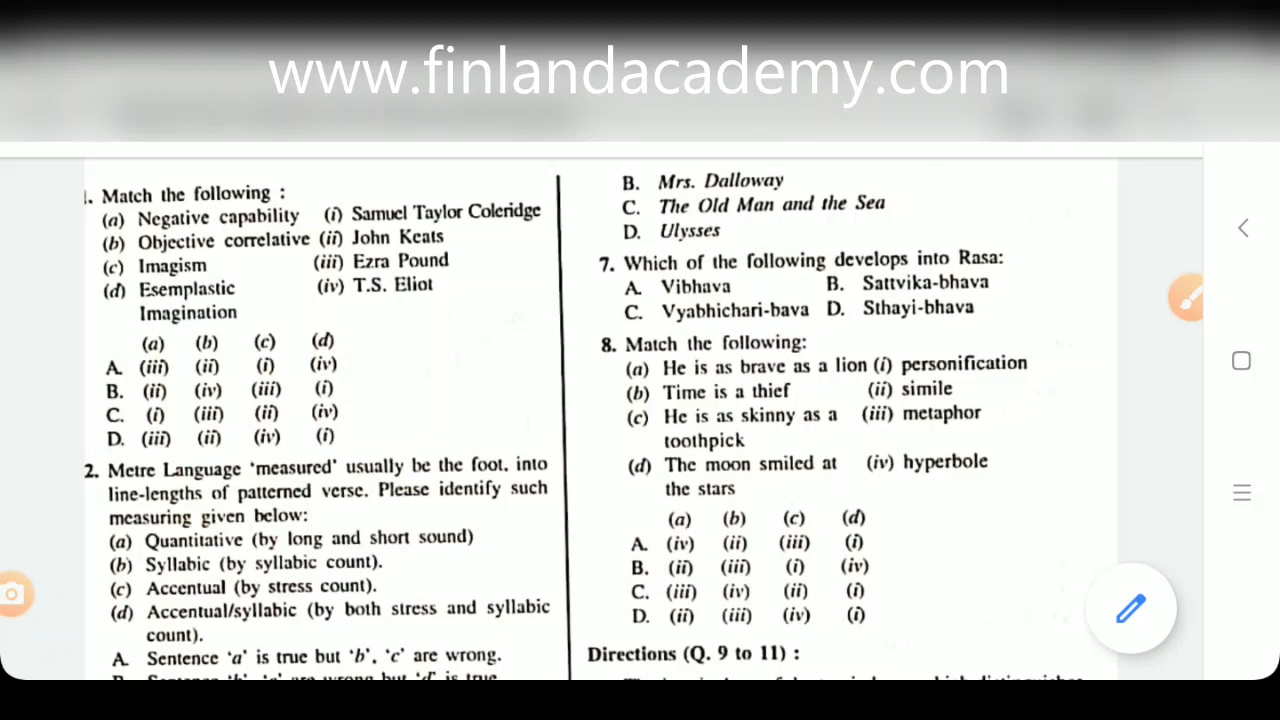 www.finlandacademy.com
. Match the following :
(a) Negative capability (i) Samuel Taylor Coleridge
(b) Objective correlative (ii) John Keats
(c) Imagism (iii) Ezra Pound
(d) Esemplastic (iv) T.S. Eliot
Imagination
(a) (b) (c) (d)
A. (iii) (ii) (i) (iv)
B. (ii) (iv) (iii) (i)
C. (i) (iii) (ii) (iv)
D. (iii) (ii) (iv) (i)
2. Metre Language 'measured' usually be the foot, into
line-lengths of patterned verse. Please identify such
measuring given below:
(a) Quantitative (by long and short sound)
(b) Syllabic (by syllabic count).
(c) Accentual (by stress count).
(d) Accentual/syllabic (by both stress and syllabic
count).
A. Sentence 'a' is true but 'b', 'c' are wrong.
B. Mrs. Dalloway
C. The Old Man and the Sea
D. Ulysses
7. Which of the following develops into Rasa:
A. Vibhava B. Sattvika-bhava
C. Vyabhichari-bava D. Sthayi-bhava
8. Match the following:
(a) He is as brave as a lion (i) personification
(b) Time is a thief (ii) simile
(c) He is as skinny as a (iii) metaphor
toothpick
(d) The moon smiled at (iv) hyperbole
the stars
(a) (b) (c) (d)
A. (iv) (ii) (iii) (i)
B. (ii) (iii) (i) (iv)
C. (iii) (iv) (ii) (i)
D. (ii) (iii) (iv) (i)
Directions (Q. 9 to 11) :